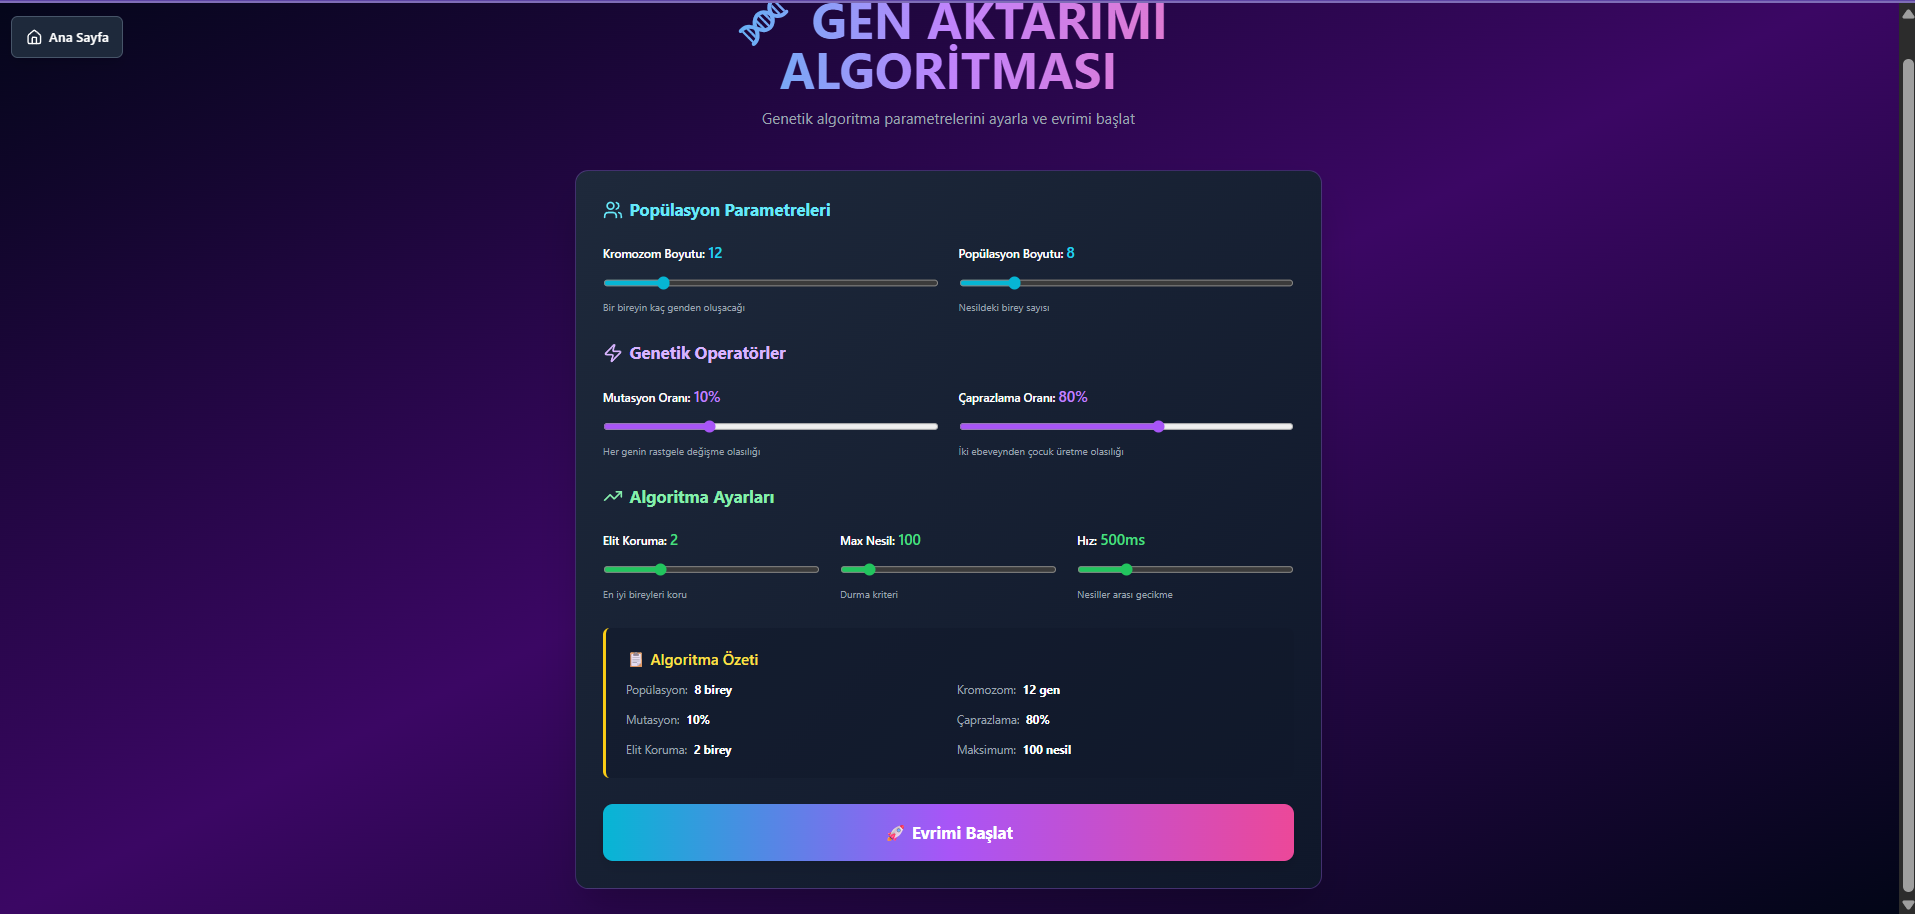 Ana Sayfa
GEN AKTARIMI
ALGORİTMASI
Genetik algoritma parametrelerini ayarla ve evrimi başlat
Popülasyon Parametreleri
Kromozom Boyutu: 12
Popülasyon Boyutu: 8
Bir bireyin kaç genden oluşacağı
Nesildeki birey sayısı
Genetik Operatörler
Mutasyon Oranı: 10%
Çaprazlama Oranı: 80%
Her genin rastgele değişme olasılığı
İki ebeveynden çocuk üretme olasılığı
Algoritma Ayarları
Elit Koruma: 2
Max Nesil: 100
Hız: 500ms
En iyi bireyleri koru
Durma kriteri
Nesiller arası gecikme
Algoritma Özeti
Popülasyon: 8 birey
Kromozom: 12 gen
Mutasyon: 10%
Çaprazlama: 80%
Elit Koruma: 2 birey
Maksimum: 100 nesil
Evrimi Başlat